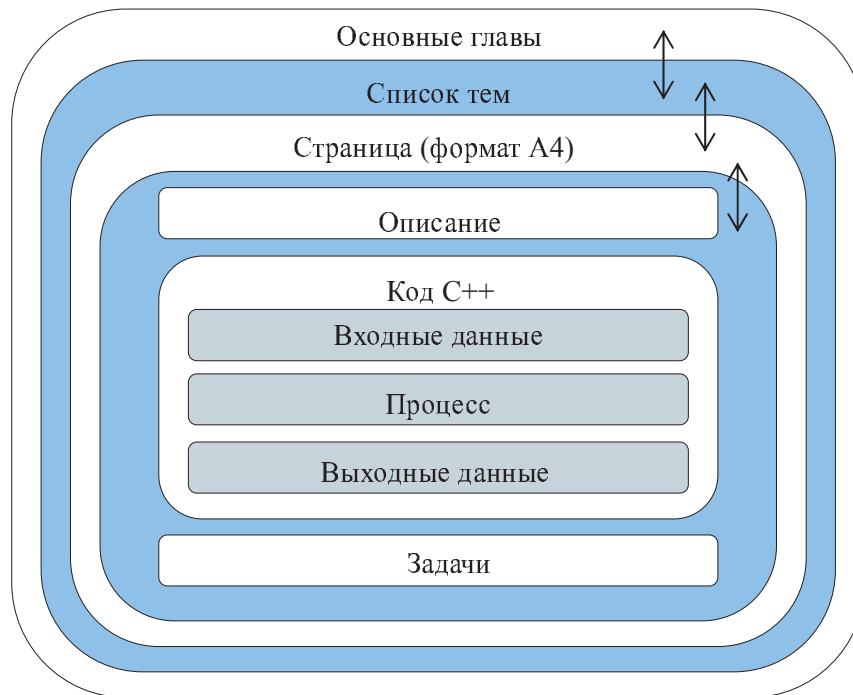 Основные главы
Список тем
Страница (формат А4)
Описание
Код C++
Входные данные
Процесс
Выходные данные
Задачи